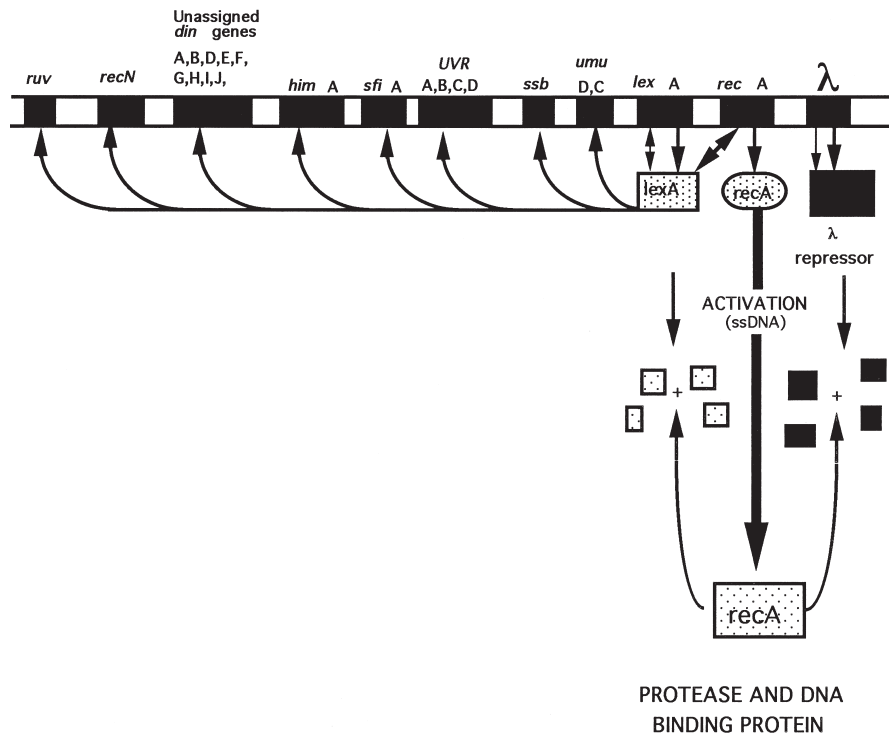 Unassigned
din genes
A,B,D,E,F,
G,H,I,J,
ruv
recN
him A
sfi A
UVR
A,B,C,D
ssb
umu
D,C
lex A
rec A
λ
lexA
recA
λ
repressor
ACTIVATION
(ssDNA)
+
+
recA
PROTEASE AND DNA
BINDING PROTEIN